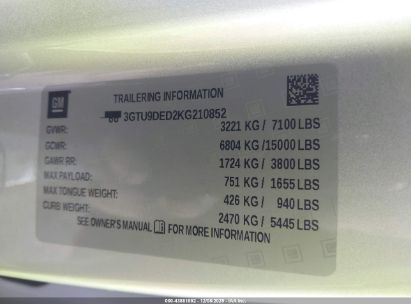 GM
TRAILERING INFORMATION
3GTU9DED2KG210852
GVWR: 3221 KG / 7100 LBS
GCWR: 6804 KG /15000 LBS
GAWR RR: 1724 KG / 3800 LBS
MAX PAYLOAD: 751 KG / 1655 LBS
MAX TONGUE WEIGHT: 426 KG / 940 LBS
CURB WEIGHT: 2470 KG / 5445 LBS
SEE OWNER'S MANUAL FOR MORE INFORMATION